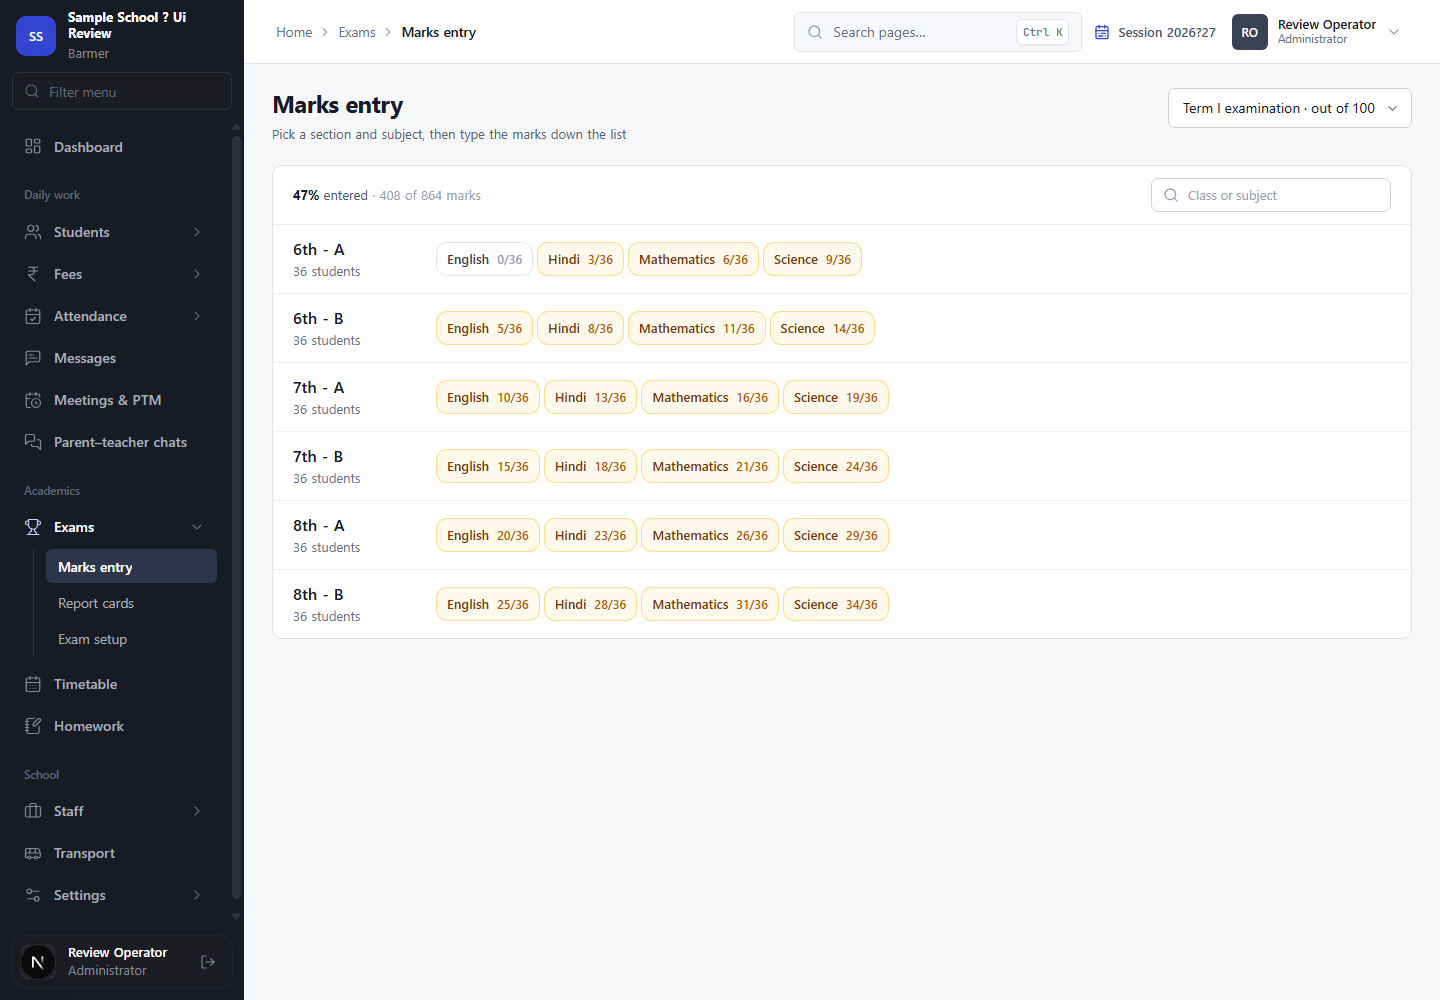 SS
Sample School ? Ui
Review
Barmer
Filter menu
Dashboard
Daily work
Students
Fees
Attendance
Messages
Meetings & PTM
Parent–teacher chats
Academics
Exams
Marks entry
Report cards
Exam setup
Timetable
Homework
School
Staff
Transport
Settings
N
Review Operator
Administrator
Home > Exams > Marks entry
Search pages... Ctrl K
Session 2026?27
RO
Review Operator
Administrator
Marks entry
Pick a section and subject, then type the marks down the list
Term I examination · out of 100
47% entered · 408 of 864 marks
Class or subject
6th - A
36 students
English 0/36 Hindi 3/36 Mathematics 6/36 Science 9/36
6th - B
36 students
English 5/36 Hindi 8/36 Mathematics 11/36 Science 14/36
7th - A
36 students
English 10/36 Hindi 13/36 Mathematics 16/36 Science 19/36
7th - B
36 students
English 15/36 Hindi 18/36 Mathematics 21/36 Science 24/36
8th - A
36 students
English 20/36 Hindi 23/36 Mathematics 26/36 Science 29/36
8th - B
36 students
English 25/36 Hindi 28/36 Mathematics 31/36 Science 34/36